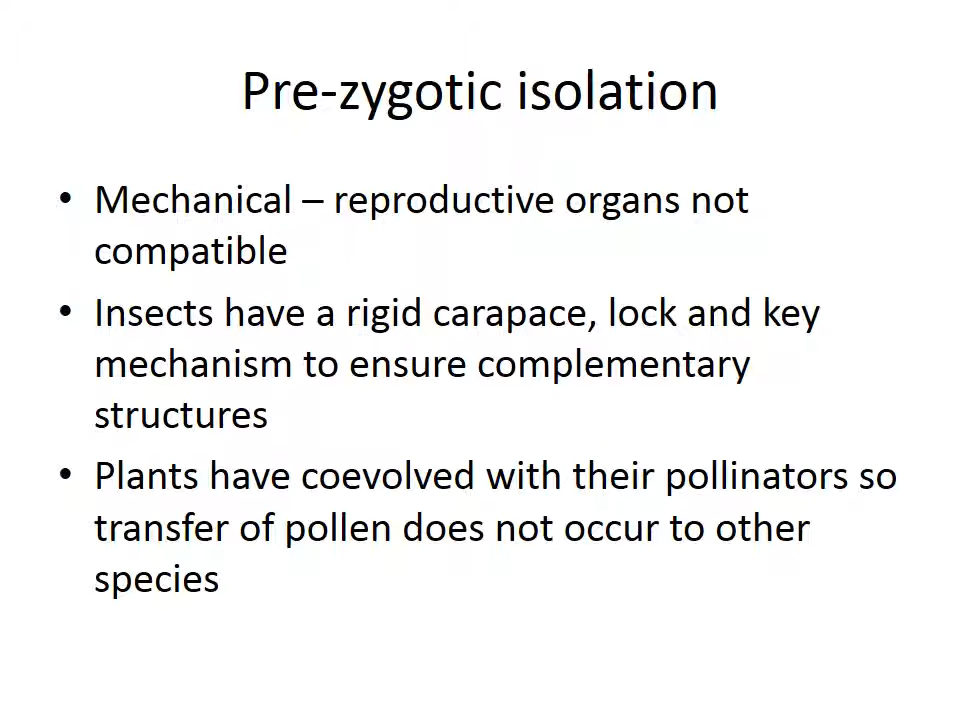 Pre-zygotic isolation
• Mechanical – reproductive organs not
compatible
• Insects have a rigid carapace, lock and key
mechanism to ensure complementary
structures
• Plants have coevolved with their pollinators so
transfer of pollen does not occur to other
species